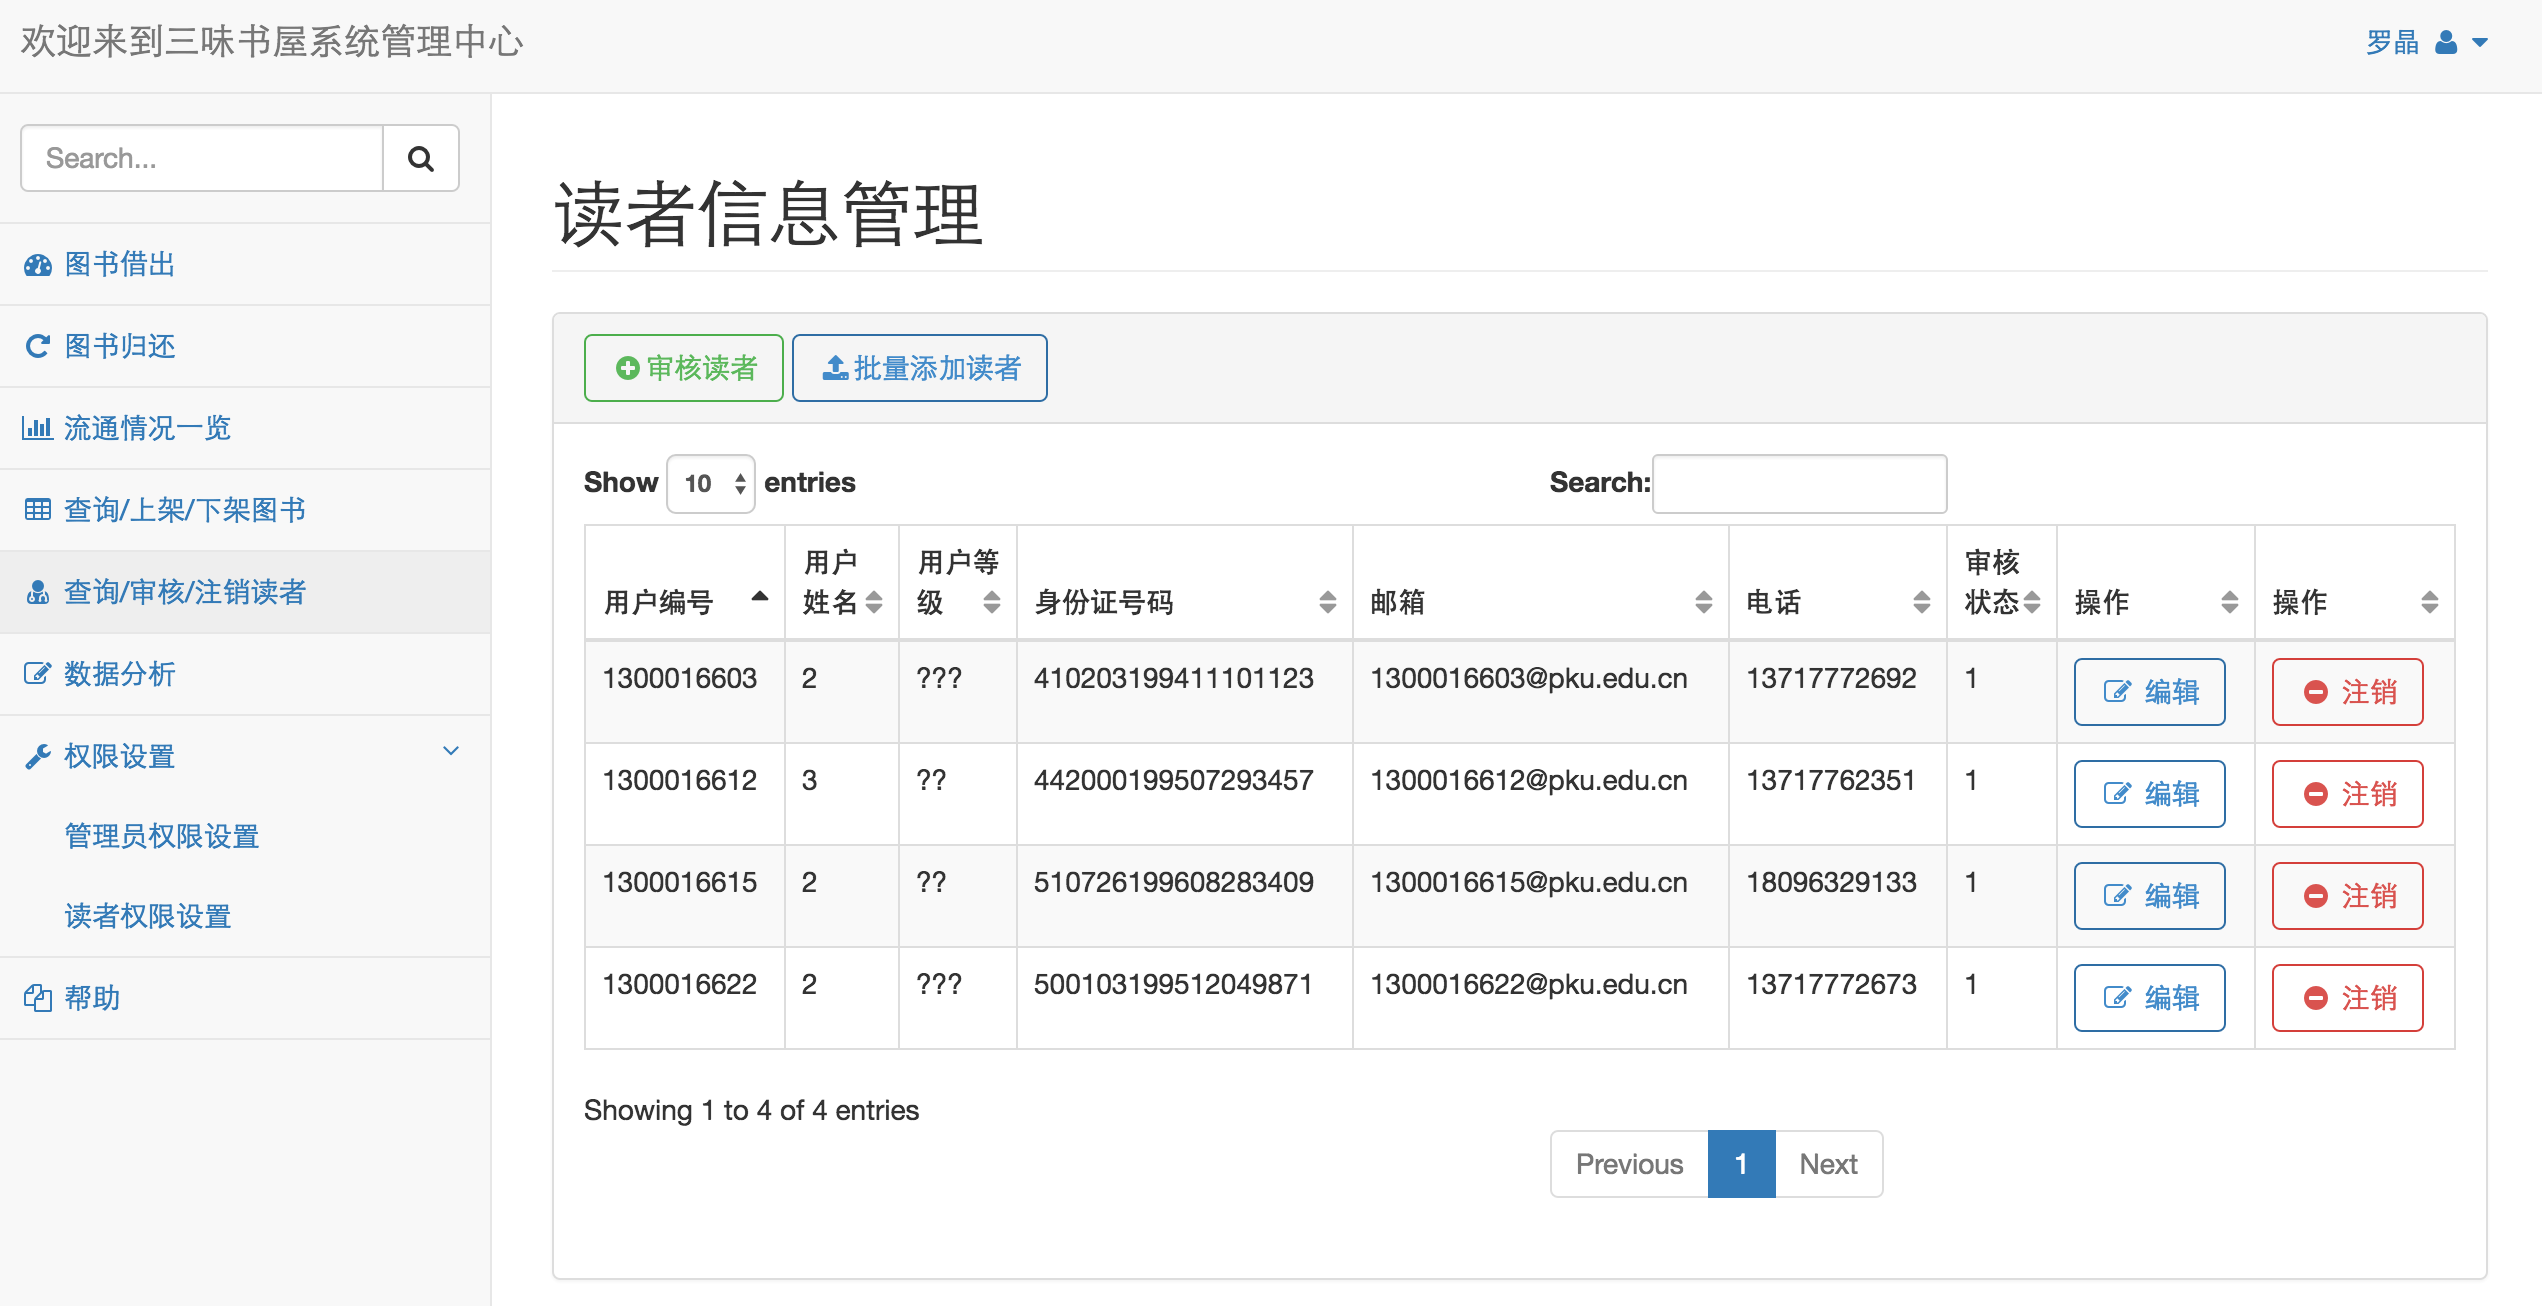 欢迎来到三味书屋系统管理中心
罗晶
Search...
图书借出
图书归还
流通情况一览
查询/上架/下架图书
查询/审核/注销读者
数据分析
权限设置
管理员权限设置
读者权限设置
帮助
读者信息管理
审核读者 批量添加读者
Show 10 entries Search:
用户编号 用户姓名 用户等级 身份证号码 邮箱 电话 审核状态 操作 操作
1300016603 2 ??? 410203199411101123 1300016603@pku.edu.cn 13717772692 1 编辑 注销
1300016612 3 ?? 442000199507293457 1300016612@pku.edu.cn 13717762351 1 编辑 注销
1300016615 2 ?? 510726199608283409 1300016615@pku.edu.cn 18096329133 1 编辑 注销
1300016622 2 ??? 500103199512049871 1300016622@pku.edu.cn 13717772673 1 编辑 注销
Showing 1 to 4 of 4 entries
Previous 1 Next